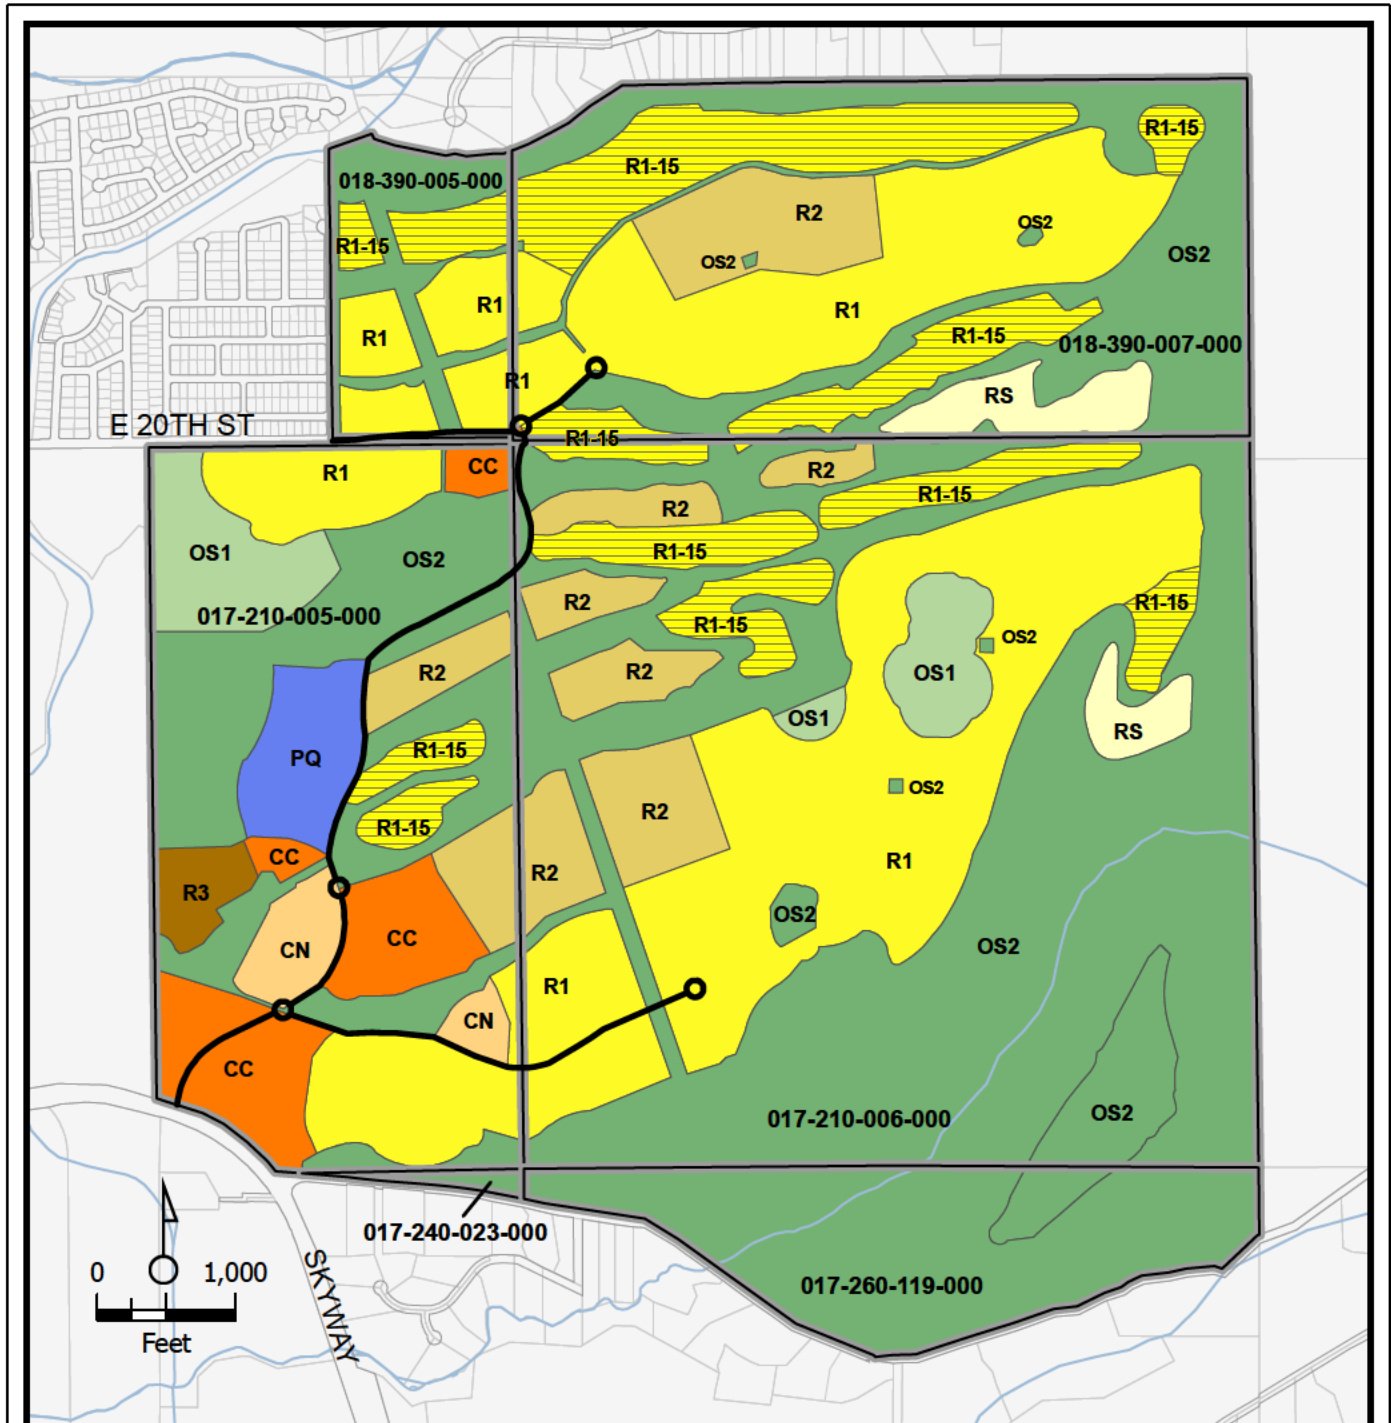 R1-15
R1-15
018-390-005-000
R2
OS2
R1-15
OS2
OS2
R1
R1
R1
R1-15
018-390-007-000
R1
RS
E 20TH ST
R1-15
R1
CC
R2
R1-15
R2
OS1
OS2
R1-15
R2
R1-15
017-210-005-000
R1-15
OS2
R2
R2
OS1
OS1
RS
R1-15
PQ
OS2
R2
R1-15
CC
R1
R2
R3
OS2
CC
CN
OS2
R1
CN
CC
OS2
017-210-006-000
017-240-023-000
0
1,000
Feet
SKYWAY
017-260-119-000